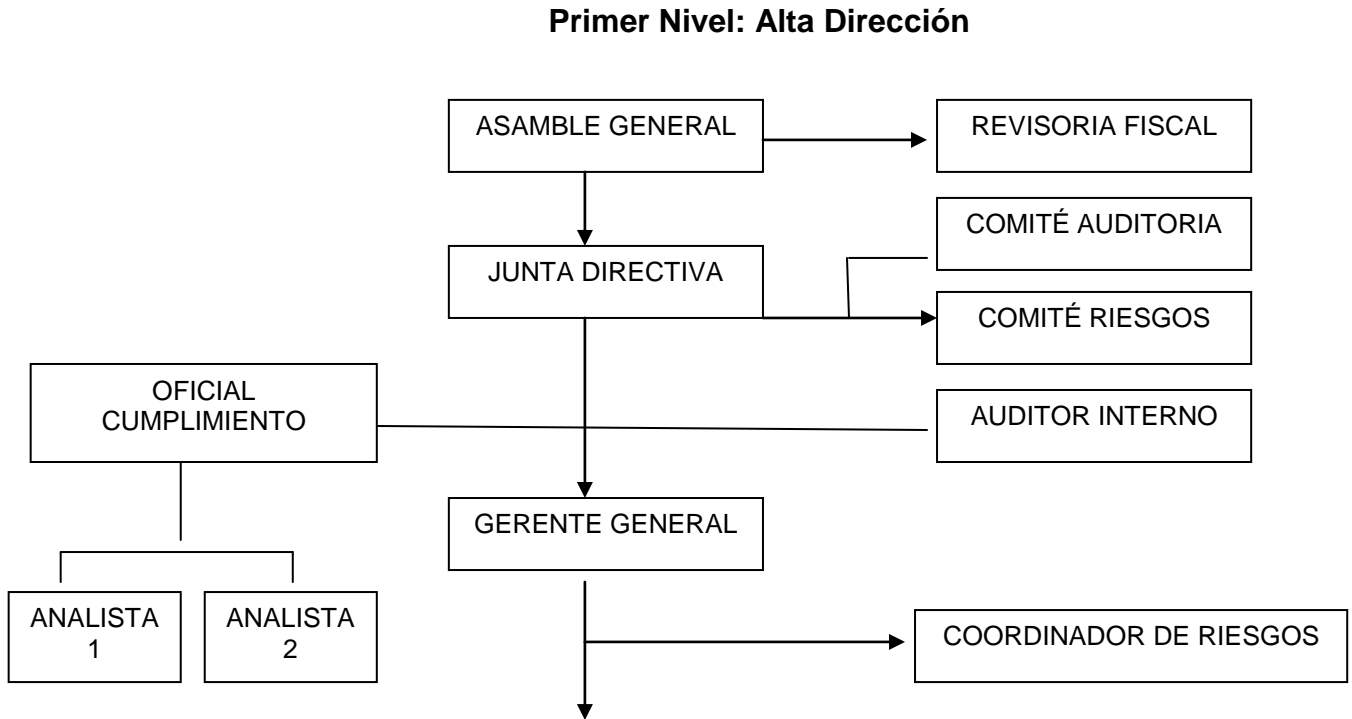 Primer Nivel: Alta Dirección
ASAMBLE GENERAL
REVISORIA FISCAL
COMITÉ AUDITORIA
JUNTA DIRECTIVA
COMITÉ RIESGOS
OFICIAL
CUMPLIMIENTO
AUDITOR INTERNO
GERENTE GENERAL
ANALISTA
1
ANALISTA
2
COORDINADOR DE RIESGOS